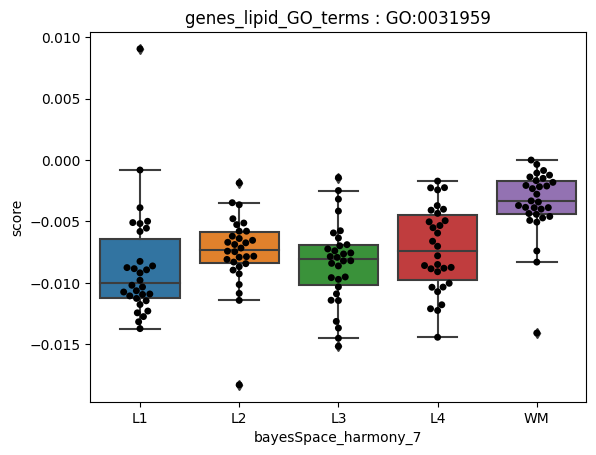 genes_lipid_GO_terms : GO:0031959
0.010
0.005
0.000
−0.005
−0.010
−0.015
score
L1 L2 L3 L4 WM
bayesSpace_harmony_7